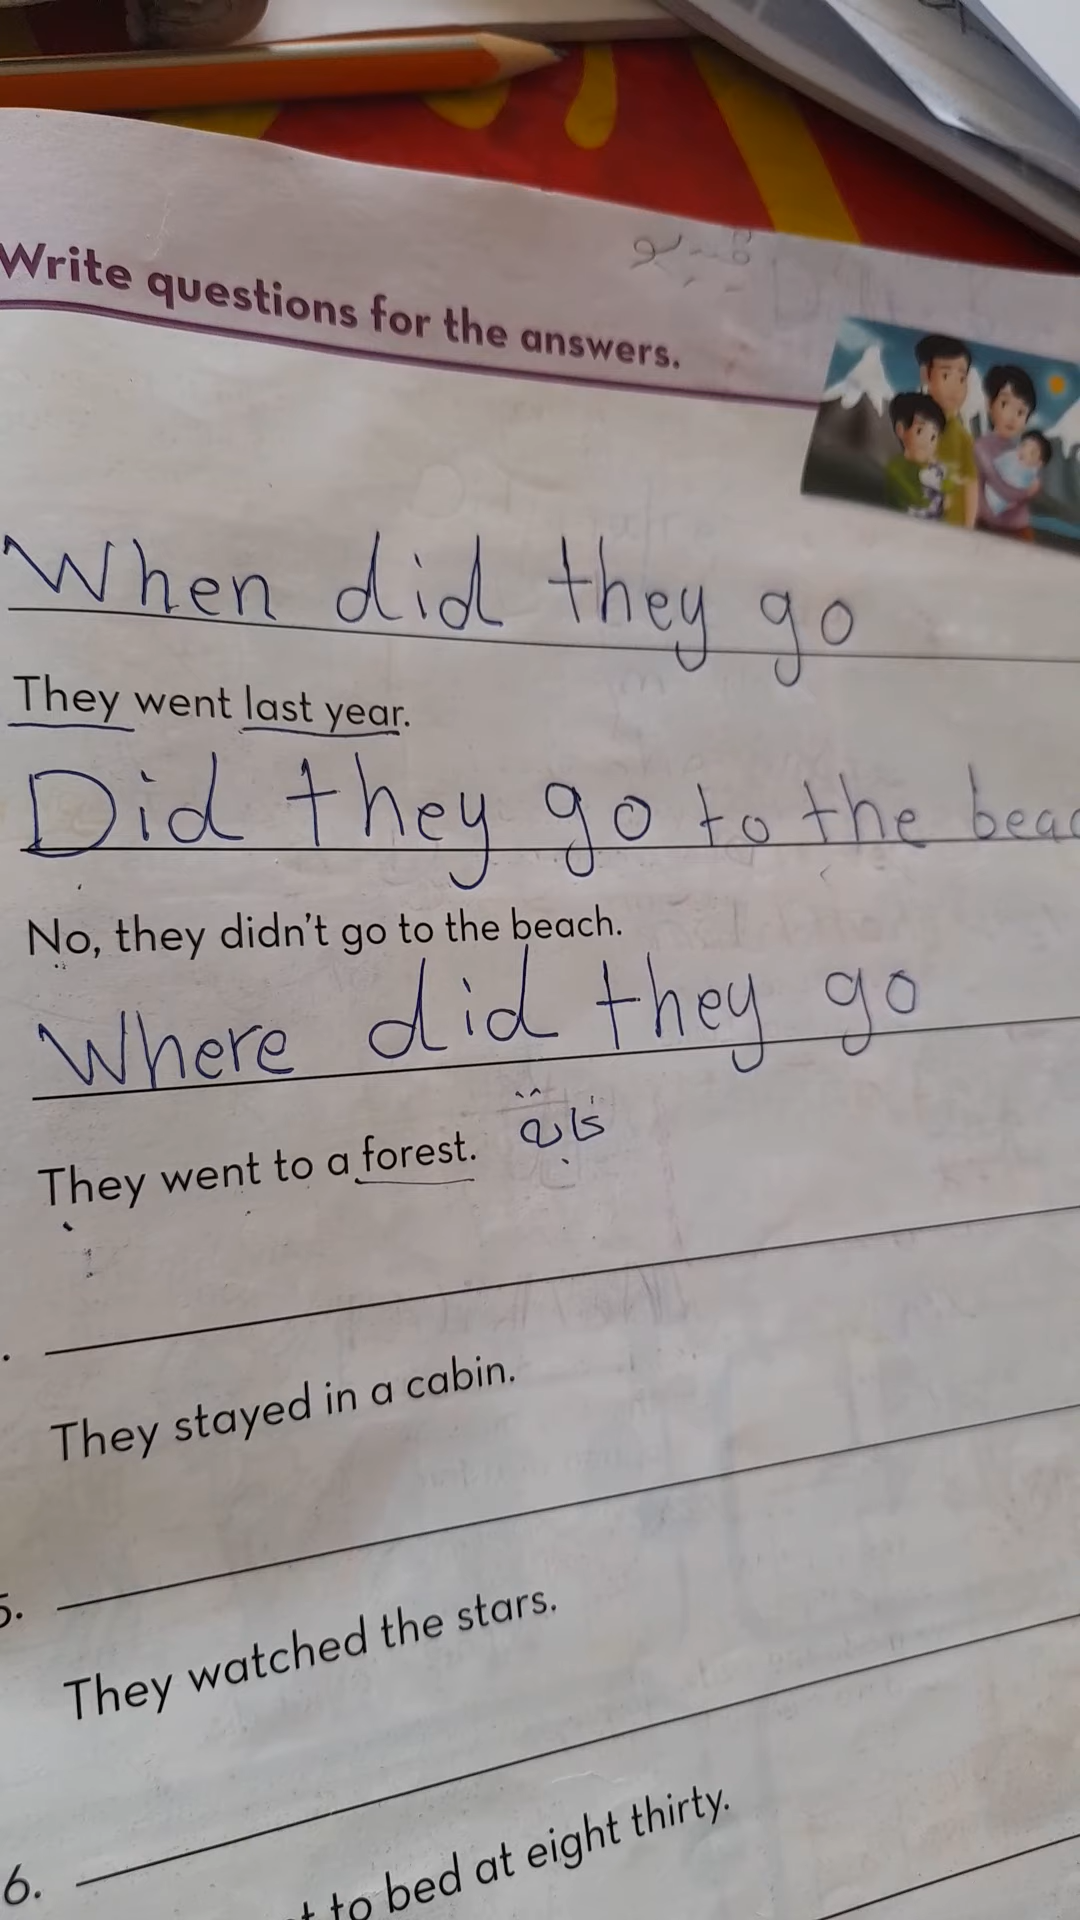 Write questions for the answers.
When did they go
They went last year.
Did they go to the beac
No, they didn't go to the beach.
Where did they go
They went to a forest. غابة
They stayed in a cabin.
5.
They watched the stars.
6.
to bed at eight thirty.